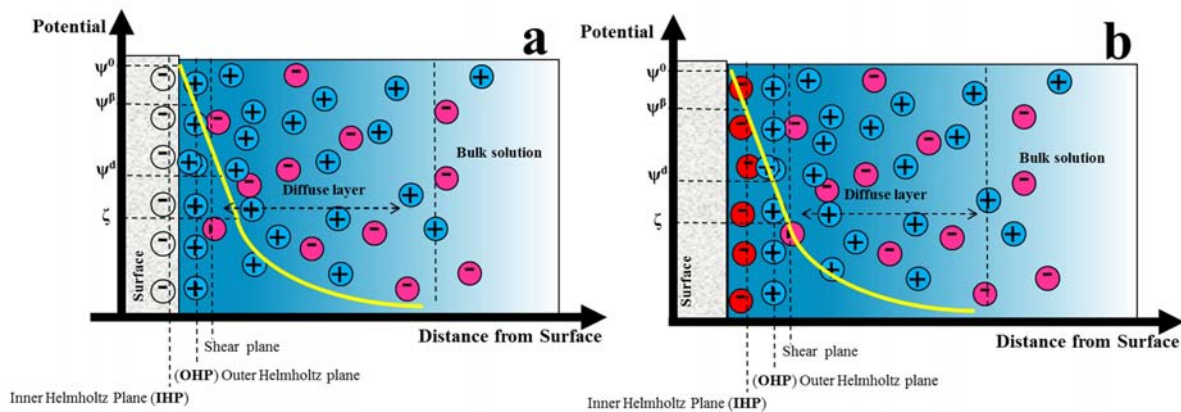 Potential
a
ψ⁰
ψᵝ
ψᵈ
ζ
Surface
Diffuse layer
Bulk solution
Distance from Surface
Shear plane
(OHP) Outer Helmholtz plane
Inner Helmholtz Plane (IHP)
Potential
b
ψ⁰
ψᵝ
ψᵈ
ζ
Surface
Diffuse layer
Bulk solution
Distance from Surface
Shear plane
(OHP) Outer Helmholtz plane
Inner Helmholtz Plane (IHP)